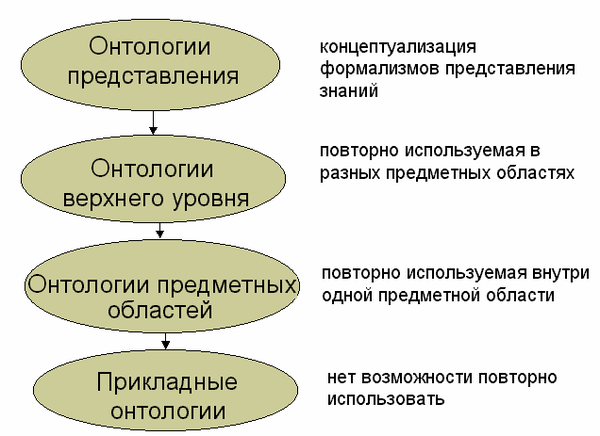 Онтологии
представления
концептуализация
формализмов представления
знаний
Онтологии
верхнего уровня
повторно используемая в
разных предметных областях
Онтологии предметных
областей
повторно используемая внутри
одной предметной области
Прикладные
онтологии
нет возможности повторно
использовать